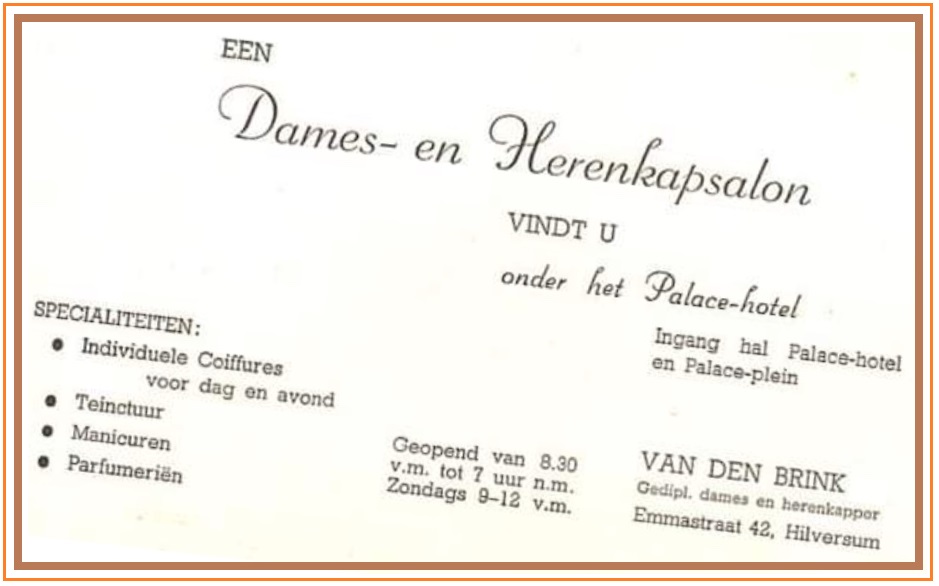 EEN
Dames- en Herenkapsalon
VINDT U
onder het Palace-hotel
Ingang hal Palace-hotel
en Palace-plein
SPECIALITEITEN:
● Individuele Coiffures
voor dag en avond
● Teinctuur
● Manicuren
● Parfumeriën
Geopend van 8.30
v.m. tot 7 uur n.m.
Zondags 9–12 v.m.
VAN DEN BRINK
Gedipl. dames en herenkapper
Emmastraat 42, Hilversum